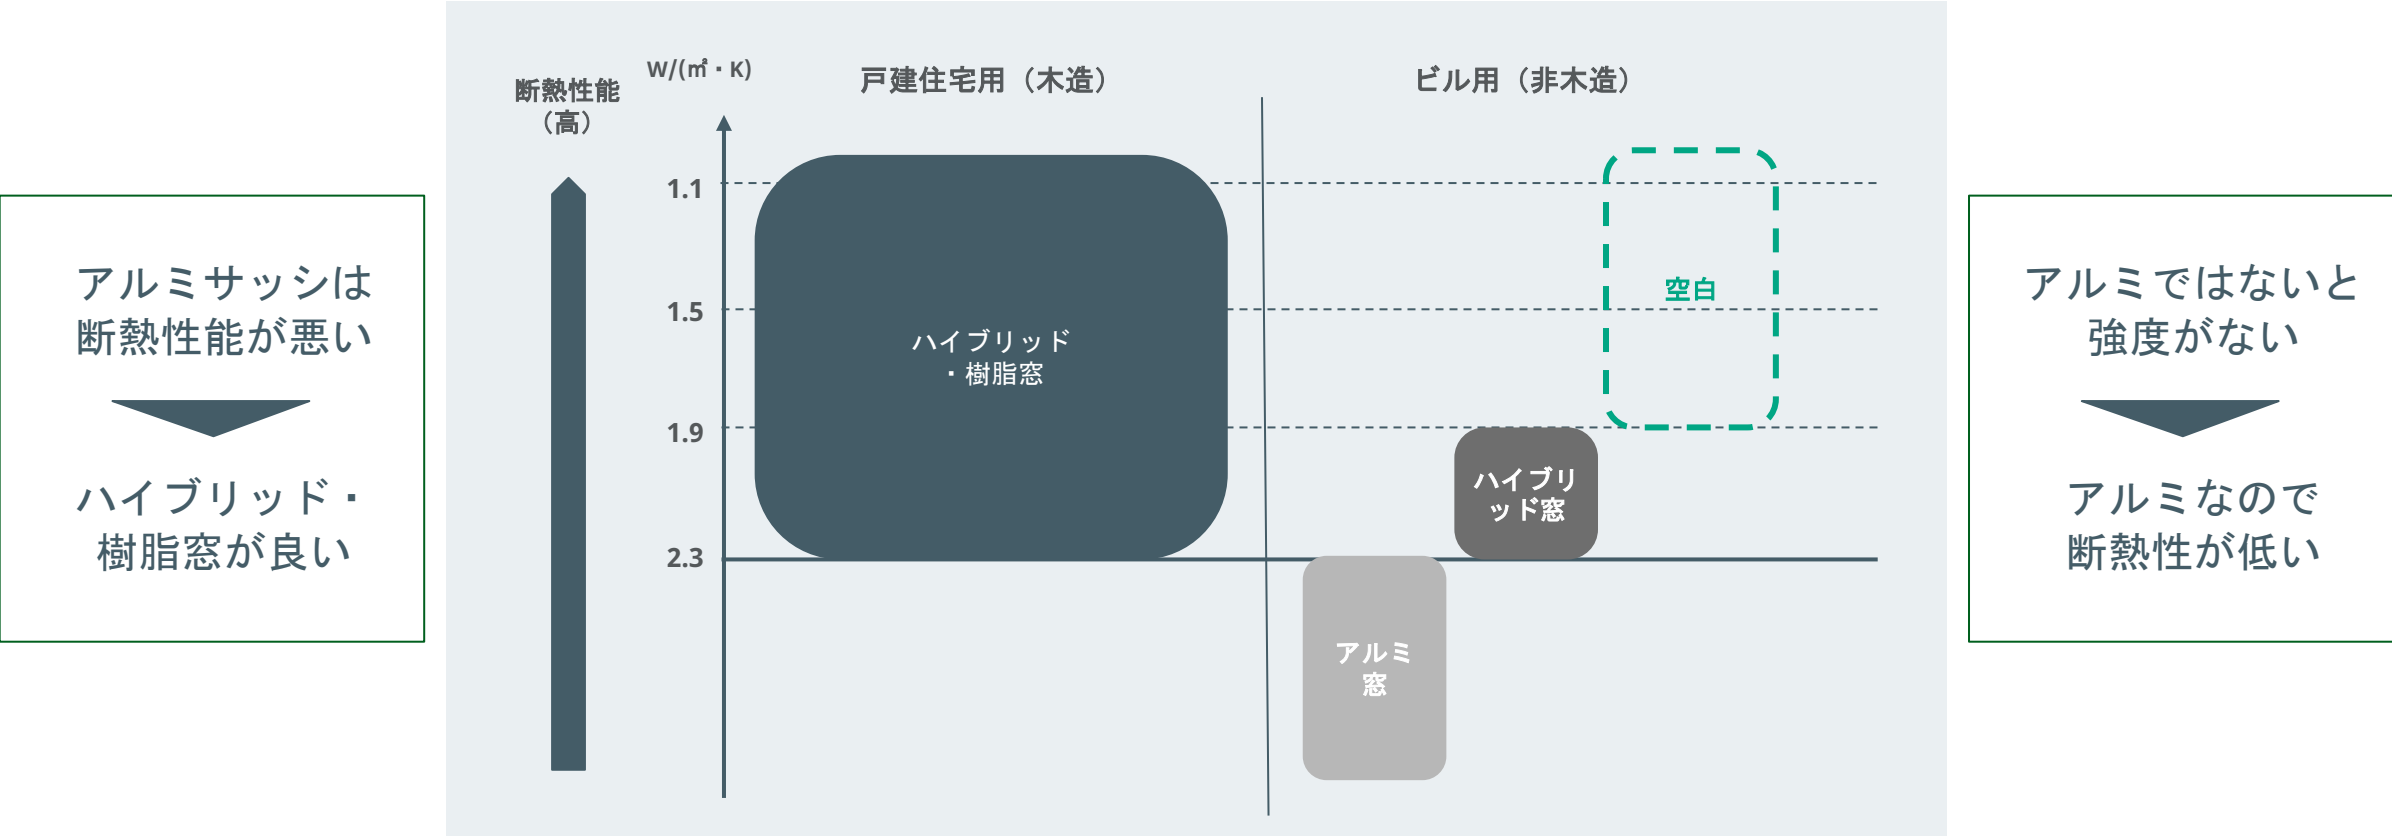 アルミサッシは
断熱性能が悪い
ハイブリッド・
樹脂窓が良い
断熱性能
（高）
W/(㎡・K)
戸建住宅用（木造）
ビル用（非木造）
1.1
1.5
1.9
2.3
ハイブリッド
・樹脂窓
空白
ハイブリ
ッド窓
アルミ
窓
アルミではないと
強度がない
アルミなので
断熱性が低い